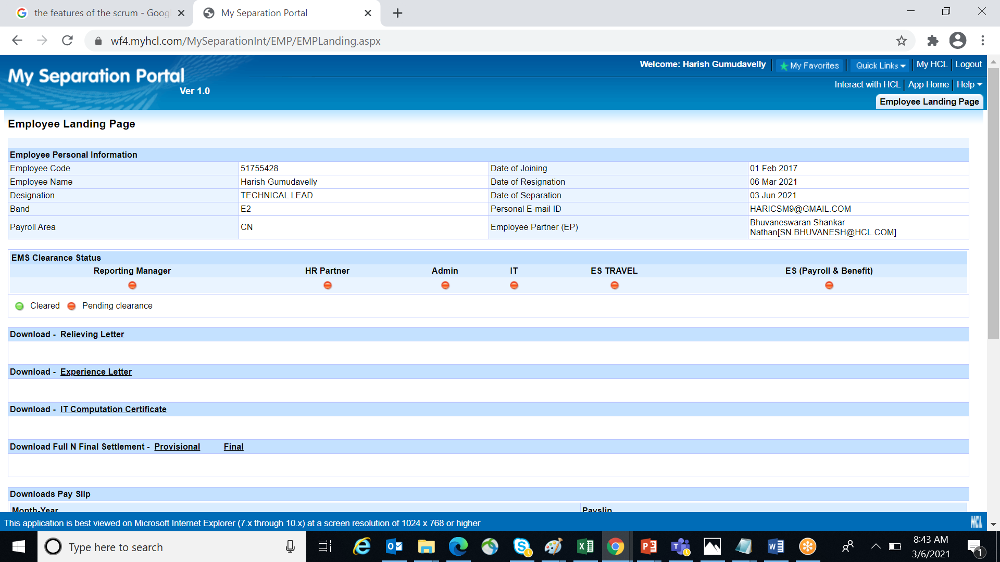 the features of the scrum - Goog
My Separation Portal
wf4.myhcl.com/MySeparationInt/EMP/EMPLanding.aspx
My Separation Portal
Ver 1.0
Welcome: Harish Gumudavelly
My Favorites
Quick Links
My HCL
Logout
Interact with HCL
App Home
Help
Employee Landing Page
Employee Landing Page
Employee Personal Information
Employee Code 51755428 Date of Joining 01 Feb 2017
Employee Name Harish Gumudavelly Date of Resignation 06 Mar 2021
Designation TECHNICAL LEAD Date of Separation 03 Jun 2021
Band E2 Personal E-mail ID HARICSM9@GMAIL.COM
Payroll Area CN Employee Partner (EP) Bhuvaneswaran Shankar
Nathan[SN.BHUVANESH@HCL.COM]
EMS Clearance Status
Reporting Manager HR Partner Admin IT ES TRAVEL ES (Payroll & Benefit)
Cleared Pending clearance
Download - Relieving Letter
Download - Experience Letter
Download - IT Computation Certificate
Download Full N Final Settlement - Provisional Final
Downloads Pay Slip
Month-Year Payslip
This application is best viewed on Microsoft Internet Explorer (7.x through 10.x) at a screen resolution of 1024 x 768 or higher
HCL
Type here to search
8:43 AM
3/6/2021
1